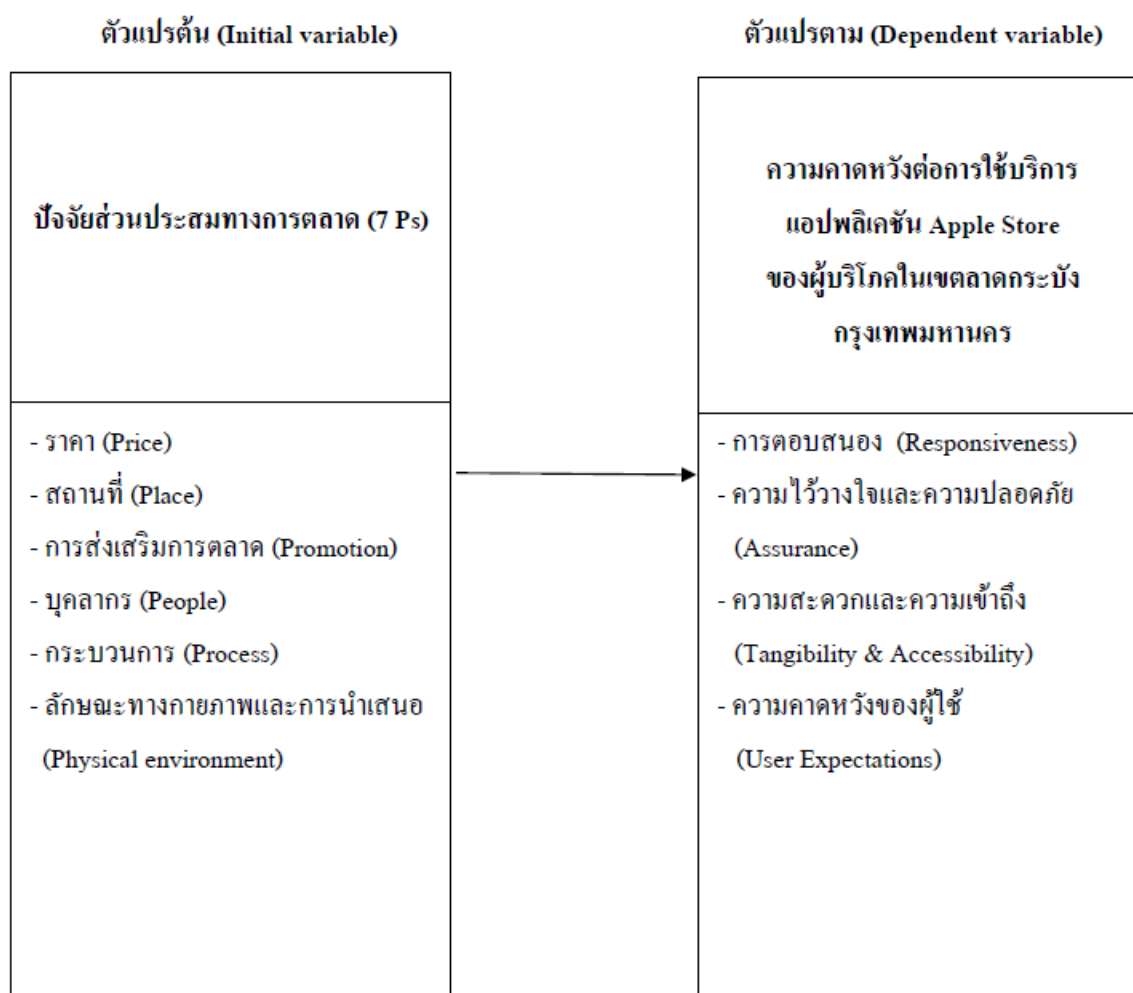 ตัวแปรต้น (Initial variable)
ปัจจัยส่วนประสมทางการตลาด (7 Ps)
- ราคา (Price)
- สถานที่ (Place)
- การส่งเสริมการตลาด (Promotion)
- บุคลากร (People)
- กระบวนการ (Process)
- ลักษณะทางกายภาพและการนำเสนอ
(Physical environment)
ตัวแปรตาม (Dependent variable)
ความคาดหวังต่อการใช้บริการ
แอปพลิเคชัน Apple Store
ของผู้บริโภคในเขตลาดกระบัง
กรุงเทพมหานคร
- การตอบสนอง (Responsiveness)
- ความไว้วางใจและความปลอดภัย
(Assurance)
- ความสะดวกและความเข้าถึง
(Tangibility & Accessibility)
- ความคาดหวังของผู้ใช้
(User Expectations)